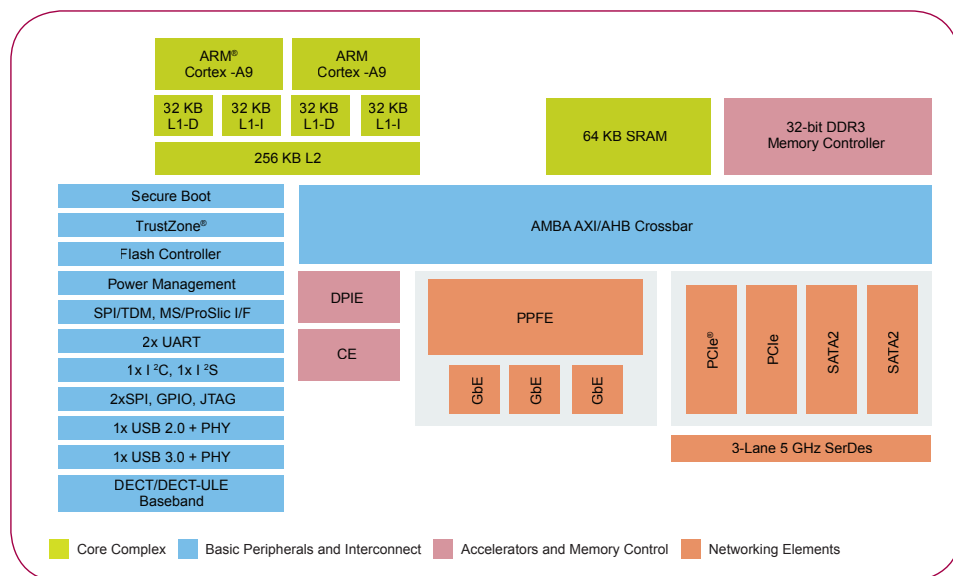 ARM®
Cortex -A9
ARM
Cortex -A9
32 KB
L1-D
32 KB
L1-I
32 KB
L1-D
32 KB
L1-I
256 KB L2
64 KB SRAM
32-bit DDR3
Memory Controller
Secure Boot
TrustZone®
Flash Controller
Power Management
SPI/TDM, MS/ProSlic I/F
2x UART
1x I ²C, 1x I ²S
2xSPI, GPIO, JTAG
1x USB 2.0 + PHY
1x USB 3.0 + PHY
DECT/DECT-ULE
Baseband
AMBA AXI/AHB Crossbar
DPIE
CE
PPFE
GbE
GbE
GbE
PCIe®
PCIe
SATA2
SATA2
3-Lane 5 GHz SerDes
Core Complex
Basic Peripherals and Interconnect
Accelerators and Memory Control
Networking Elements